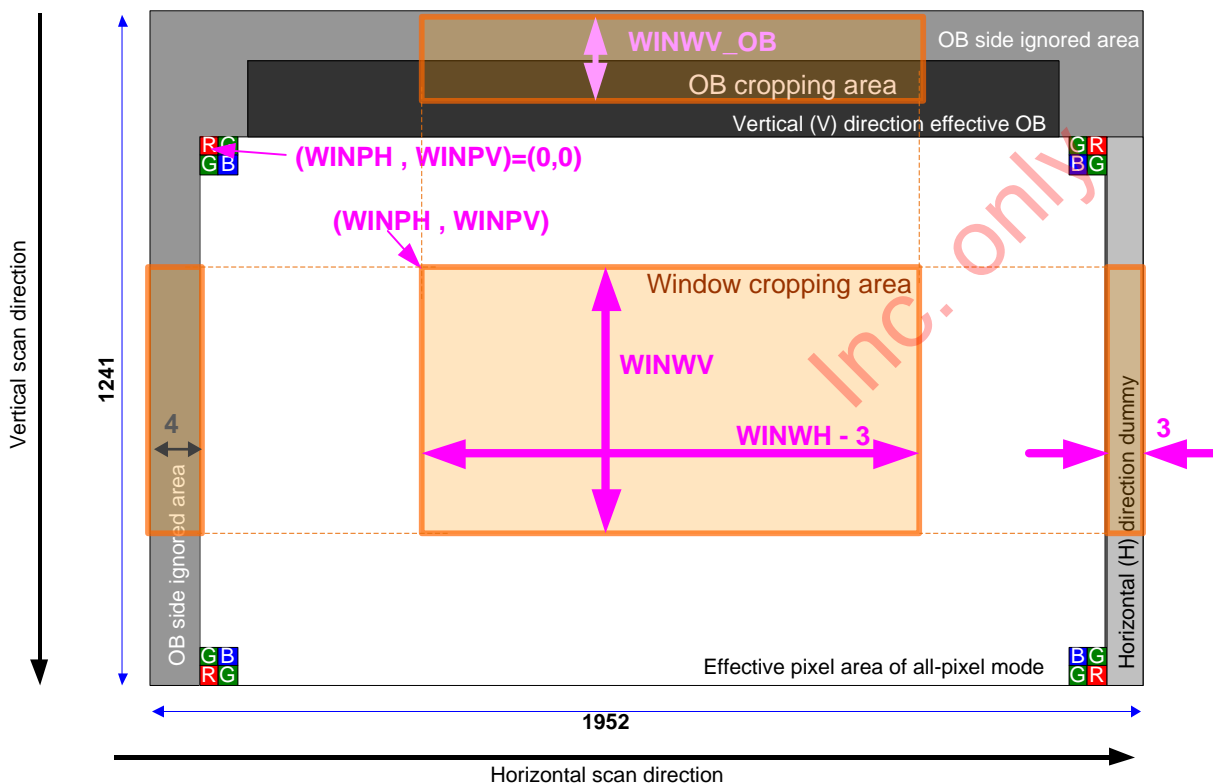 WINWV_OB
OB side ignored area
OB cropping area
Vertical (V) direction effective OB
R G
G B
(WINPH , WINPV)=(0,0)
G R
B G
(WINPH , WINPV)
Inc. only
Window cropping area
Vertical scan direction
1241
WINWV
4
WINWH - 3
3
OB side ignored area
Horizontal (H) direction dummy
G B
R G
Effective pixel area of all-pixel mode
B G
G R
1952
Horizontal scan direction